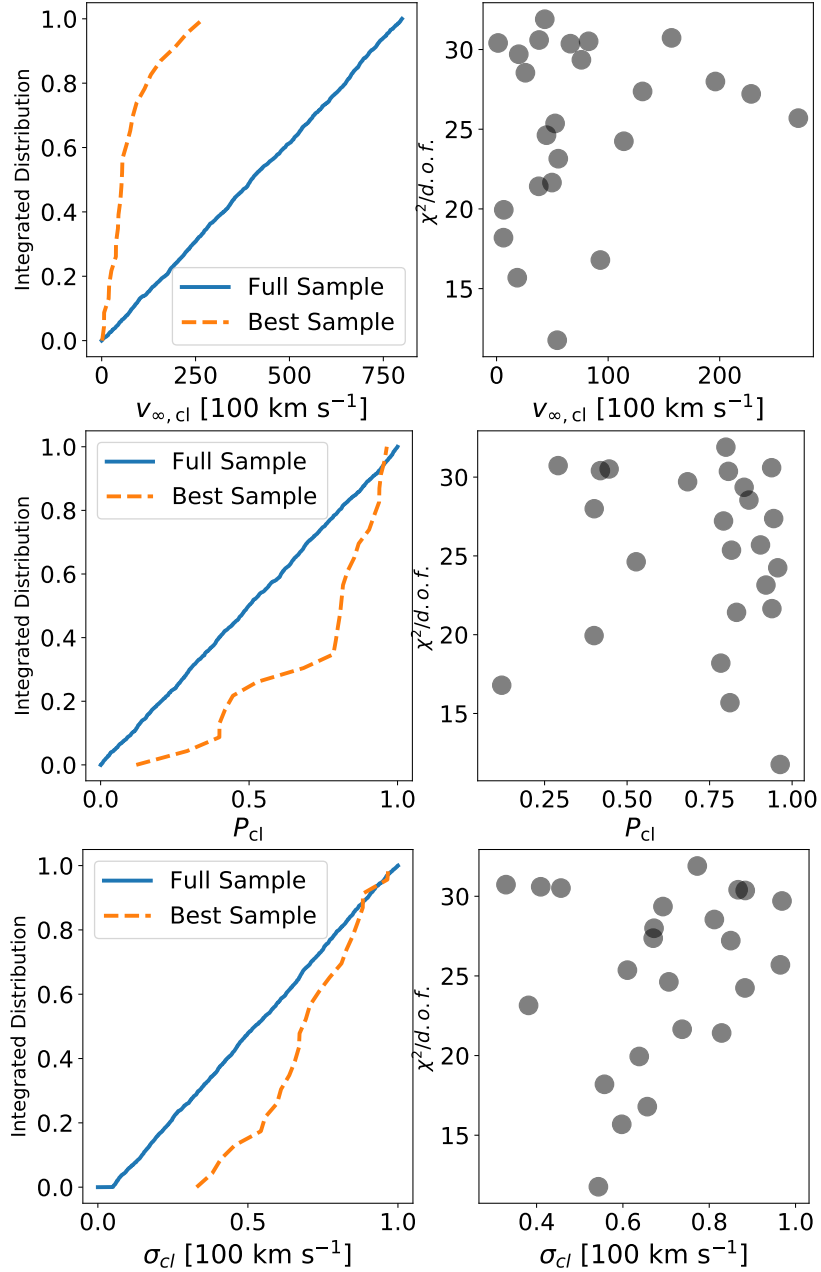 1.0
0.8
0.6
0.4
0.2
0.0
Integrated Distribution
Full Sample
Best Sample
0 250 500 750
v∞, cl [100 km s⁻¹]
30
25
20
15
χ²/d.o.f.
0 100 200
v∞, cl [100 km s⁻¹]
1.0
0.8
0.6
0.4
0.2
0.0
Integrated Distribution
Full Sample
Best Sample
0.0 0.5 1.0
Pcl
30
25
20
15
χ²/d.o.f.
0.25 0.50 0.75 1.00
Pcl
1.0
0.8
0.6
0.4
0.2
0.0
Integrated Distribution
Full Sample
Best Sample
0.0 0.5 1.0
σcl [100 km s⁻¹]
30
25
20
15
χ²/d.o.f.
0.4 0.6 0.8 1.0
σcl [100 km s⁻¹]